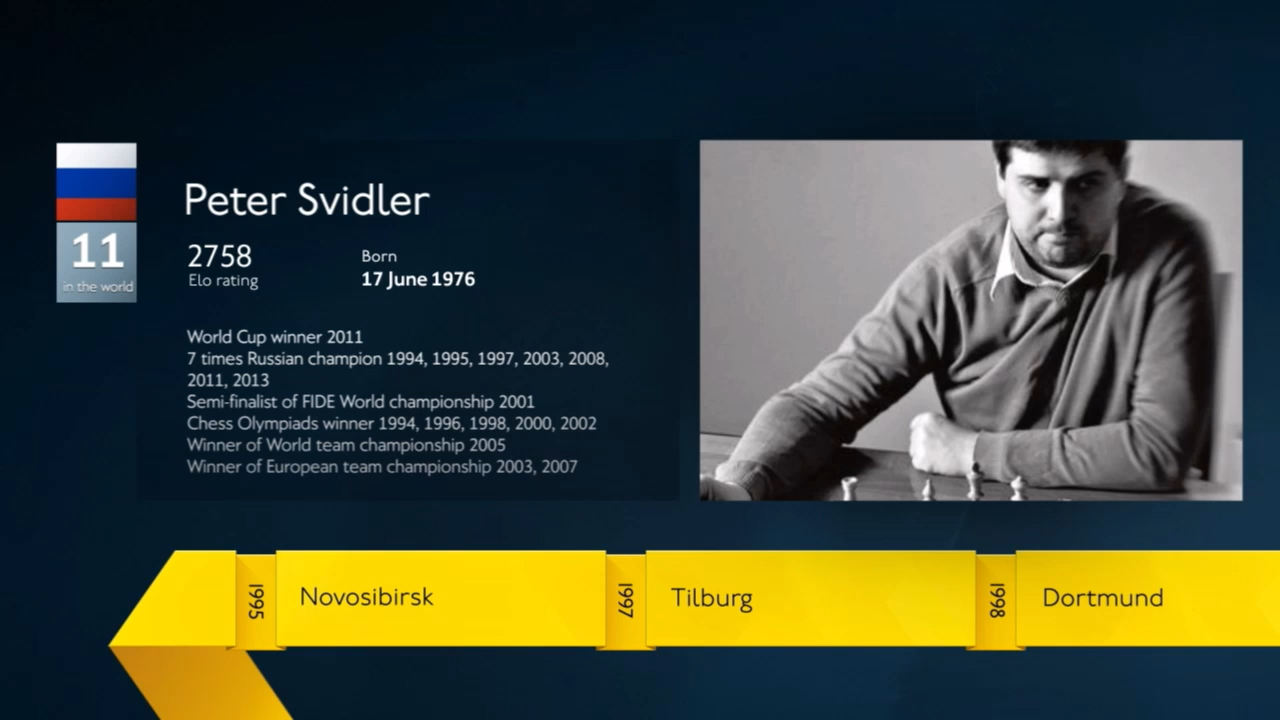 11
in the world
Peter Svidler
2758
Elo rating
Born
17 June 1976
World Cup winner 2011
7 times Russian champion 1994, 1995, 1997, 2003, 2008,
2011, 2013
Semi-finalist of FIDE World championship 2001
Chess Olympiads winner 1994, 1996, 1998, 2000, 2002
Winner of World team championship 2005
Winner of European team championship 2003, 2007
1995
Novosibirsk
1997
Tilburg
1998
Dortmund